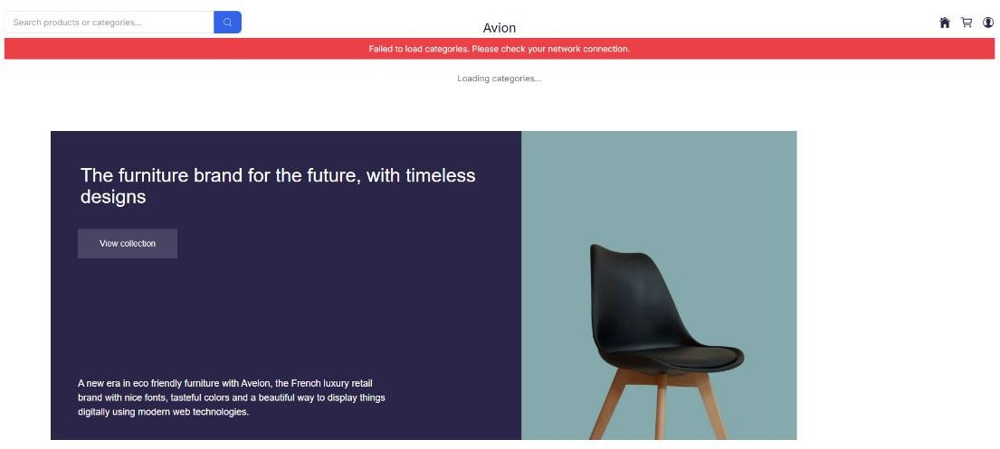 Search products or categories...
Avion
Failed to load categories. Please check your network connection.
Loading categories...
The furniture brand for the future, with timeless
designs
View collection
A new era in eco friendly furniture with Avelon, the French luxury retail
brand with nice fonts, tasteful colors and a beautiful way to display things
digitally using modern web technologies.